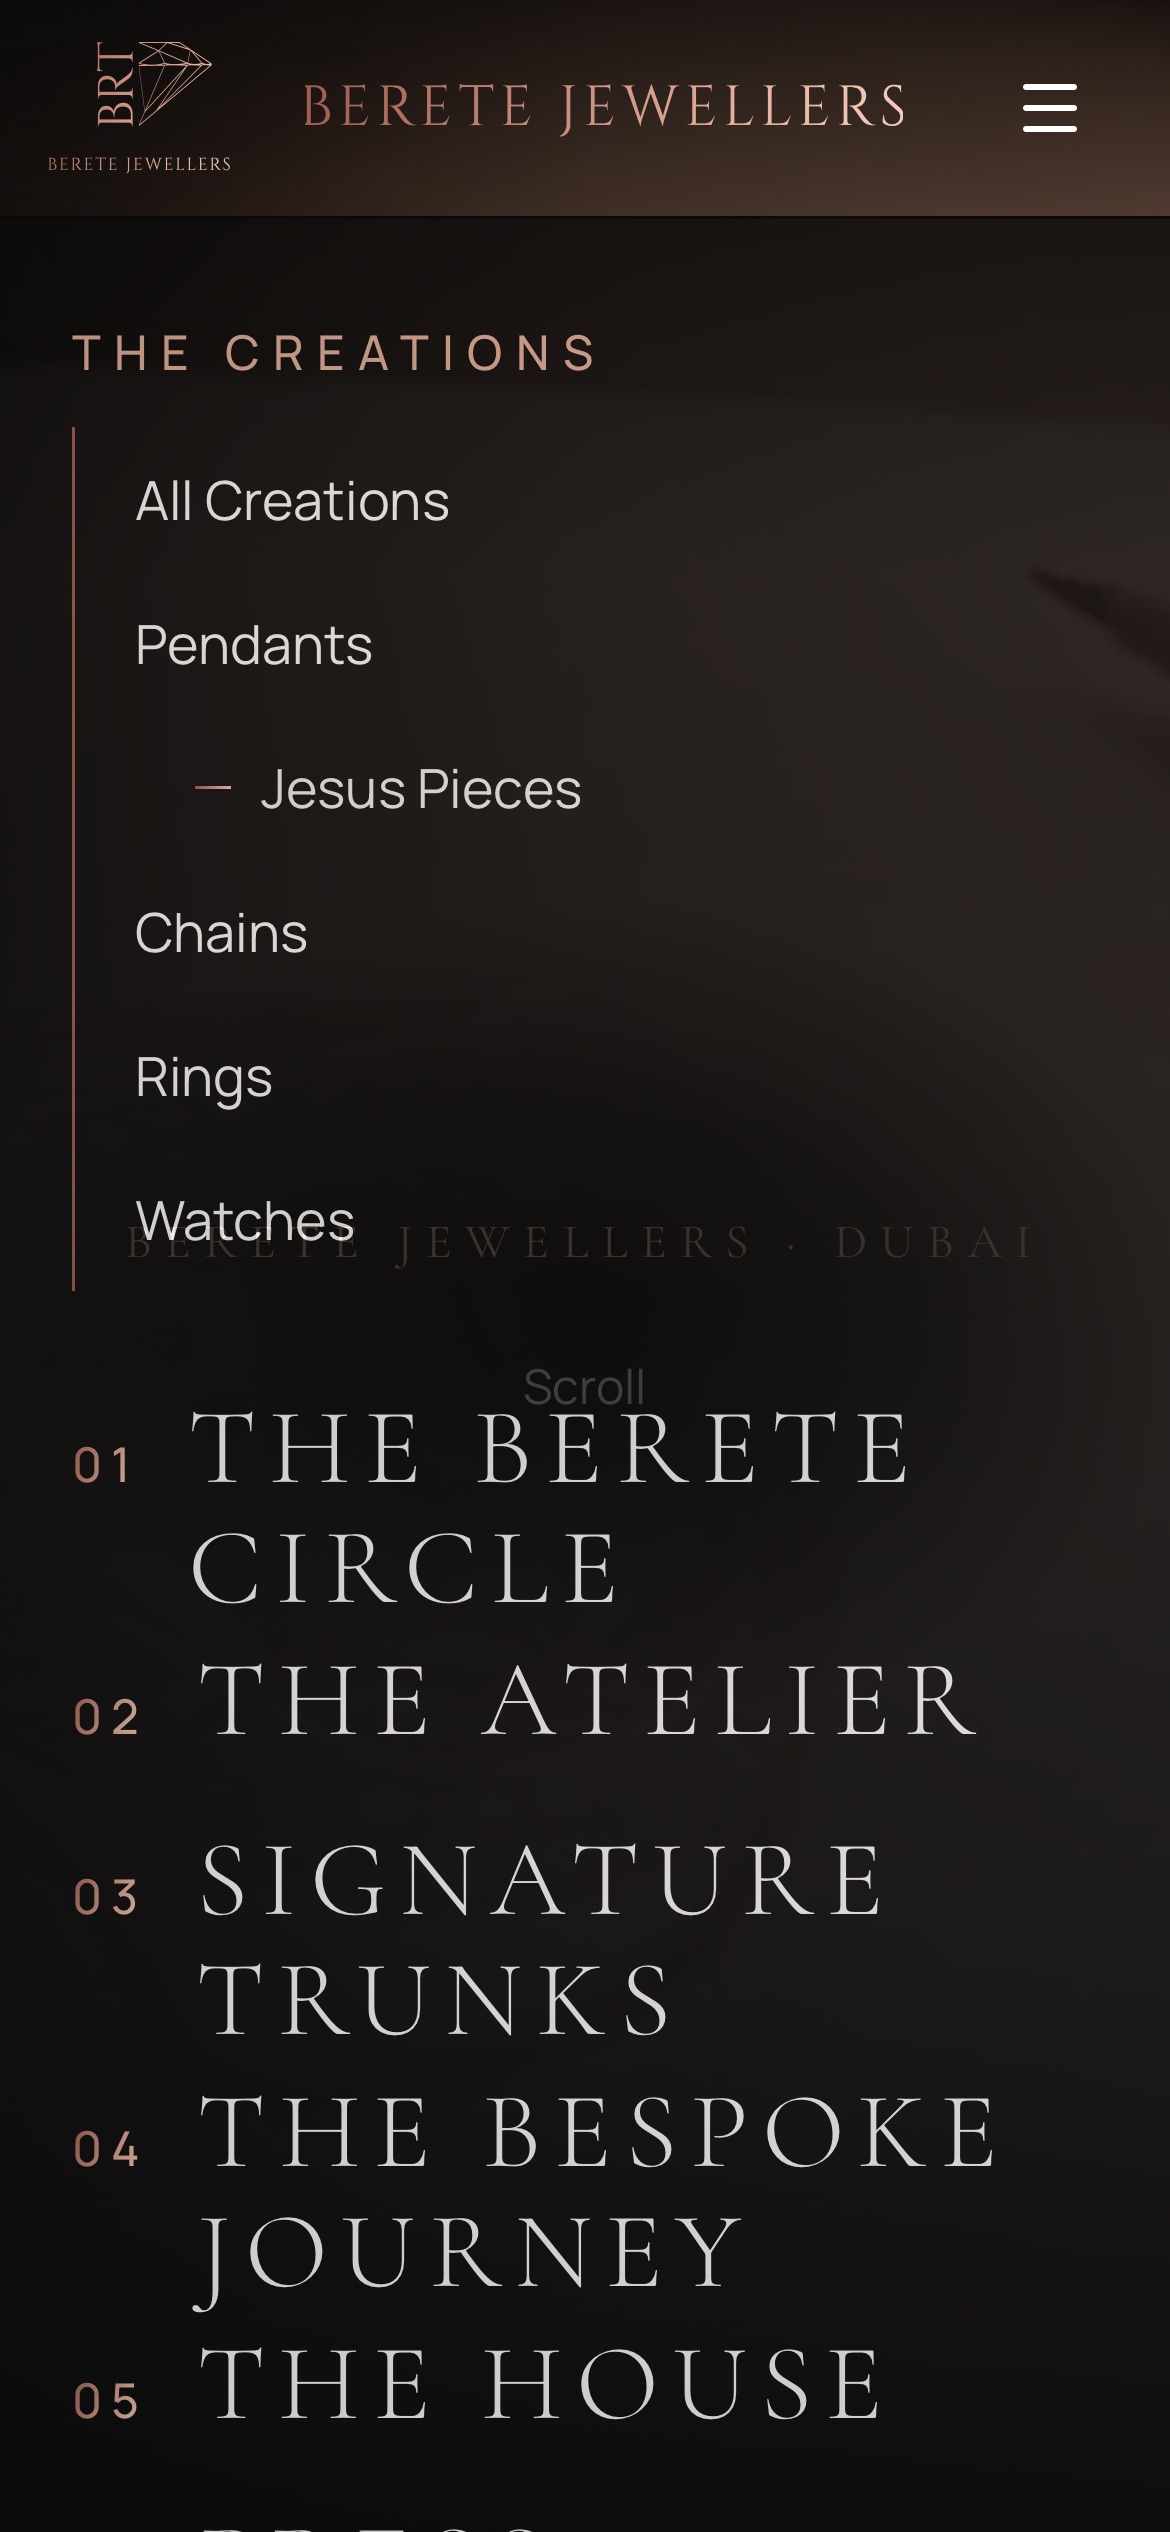 BRT
BERETE JEWELLERS
BERETE JEWELLERS
THE CREATIONS
All Creations
Pendants
Jesus Pieces
Chains
Rings
Watches
BERETE JEWELLERS · DUBAI
Scroll
01 THE BERETE
CIRCLE
02 THE ATELIER
03 SIGNATURE
TRUNKS
04 THE BESPOKE
JOURNEY
05 THE HOUSE